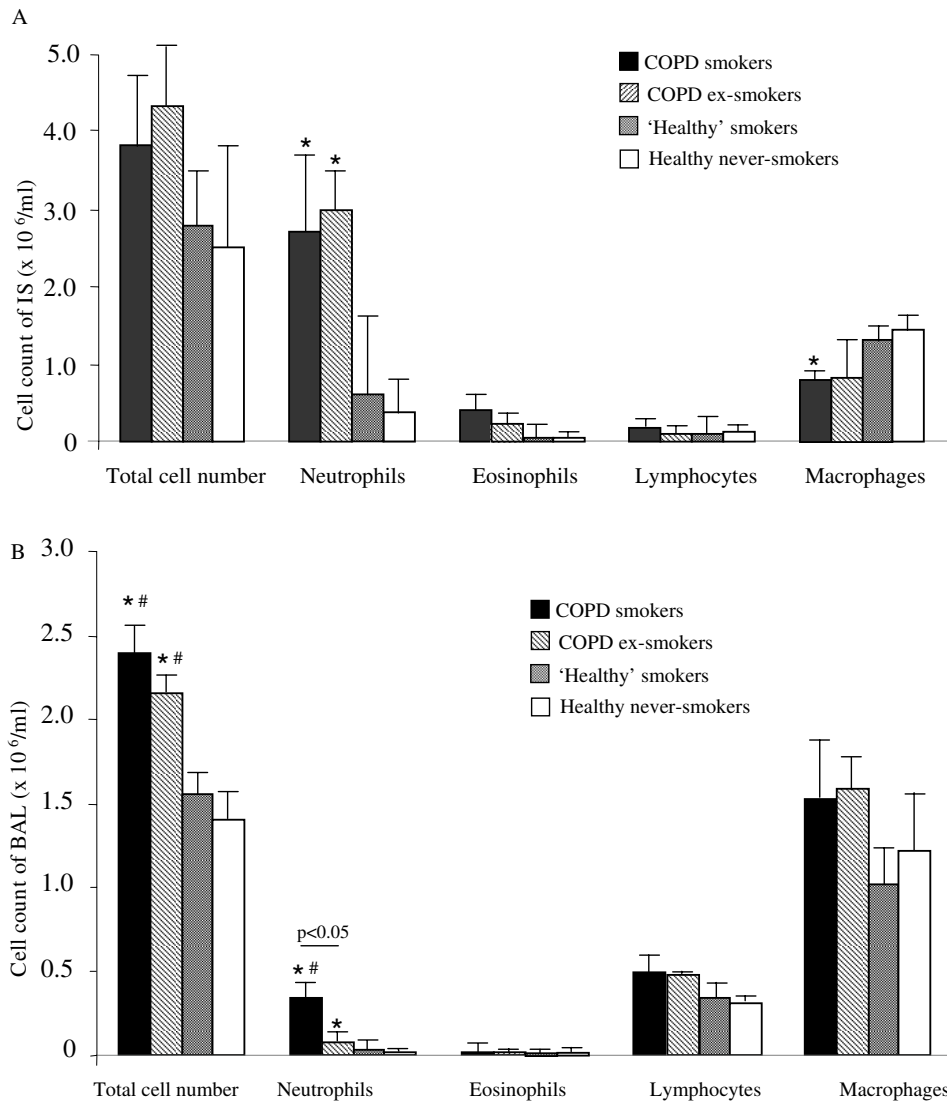 A
5.0
4.0
3.0
2.0
1.0
0
Cell count of IS (x 10 6/ml)
COPD smokers
COPD ex-smokers
'Healthy' smokers
Healthy never-smokers
* * *
Total cell number Neutrophils Eosinophils Lymphocytes Macrophages
B
3.0
2.5
2.0
1.5
1.0
0.5
0
Cell count of BAL (x 10 6/ml)
COPD smokers
COPD ex-smokers
'Healthy' smokers
Healthy never-smokers
* #
* #
p<0.05
* #
*
Total cell number Neutrophils Eosinophils Lymphocytes Macrophages